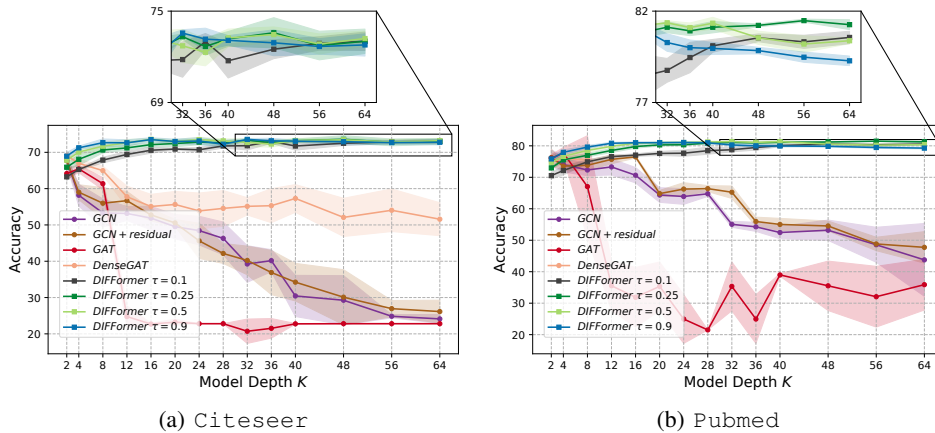 75
69
32 36 40 48 56 64
70
60
50
40
30
20
Accuracy
GCN
GCN + residual
GAT
DenseGAT
DIFFormer τ = 0.1
DIFFormer τ = 0.25
DIFFormer τ = 0.5
DIFFormer τ = 0.9
2 4 8 12 16 20 24 28 32 36 40 48 56 64
Model Depth K
(a) Citeseer
82
77
32 36 40 48 56 64
80
70
60
50
40
30
20
Accuracy
GCN
GCN + residual
GAT
DenseGAT
DIFFormer τ = 0.1
DIFFormer τ = 0.25
DIFFormer τ = 0.5
DIFFormer τ = 0.9
2 4 8 12 16 20 24 28 32 36 40 48 56 64
Model Depth K
(b) Pubmed